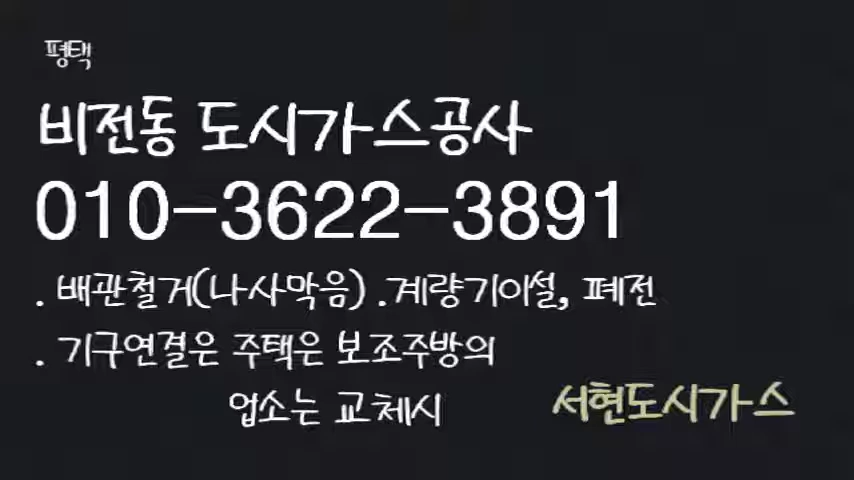 평택
비전동 도시가스공사
010-3622-3891
. 배관철거(나사막음) .계량기이설, 폐전
. 기구연결은 주택은 보조주방의
업소는 교체시
서현도시가스